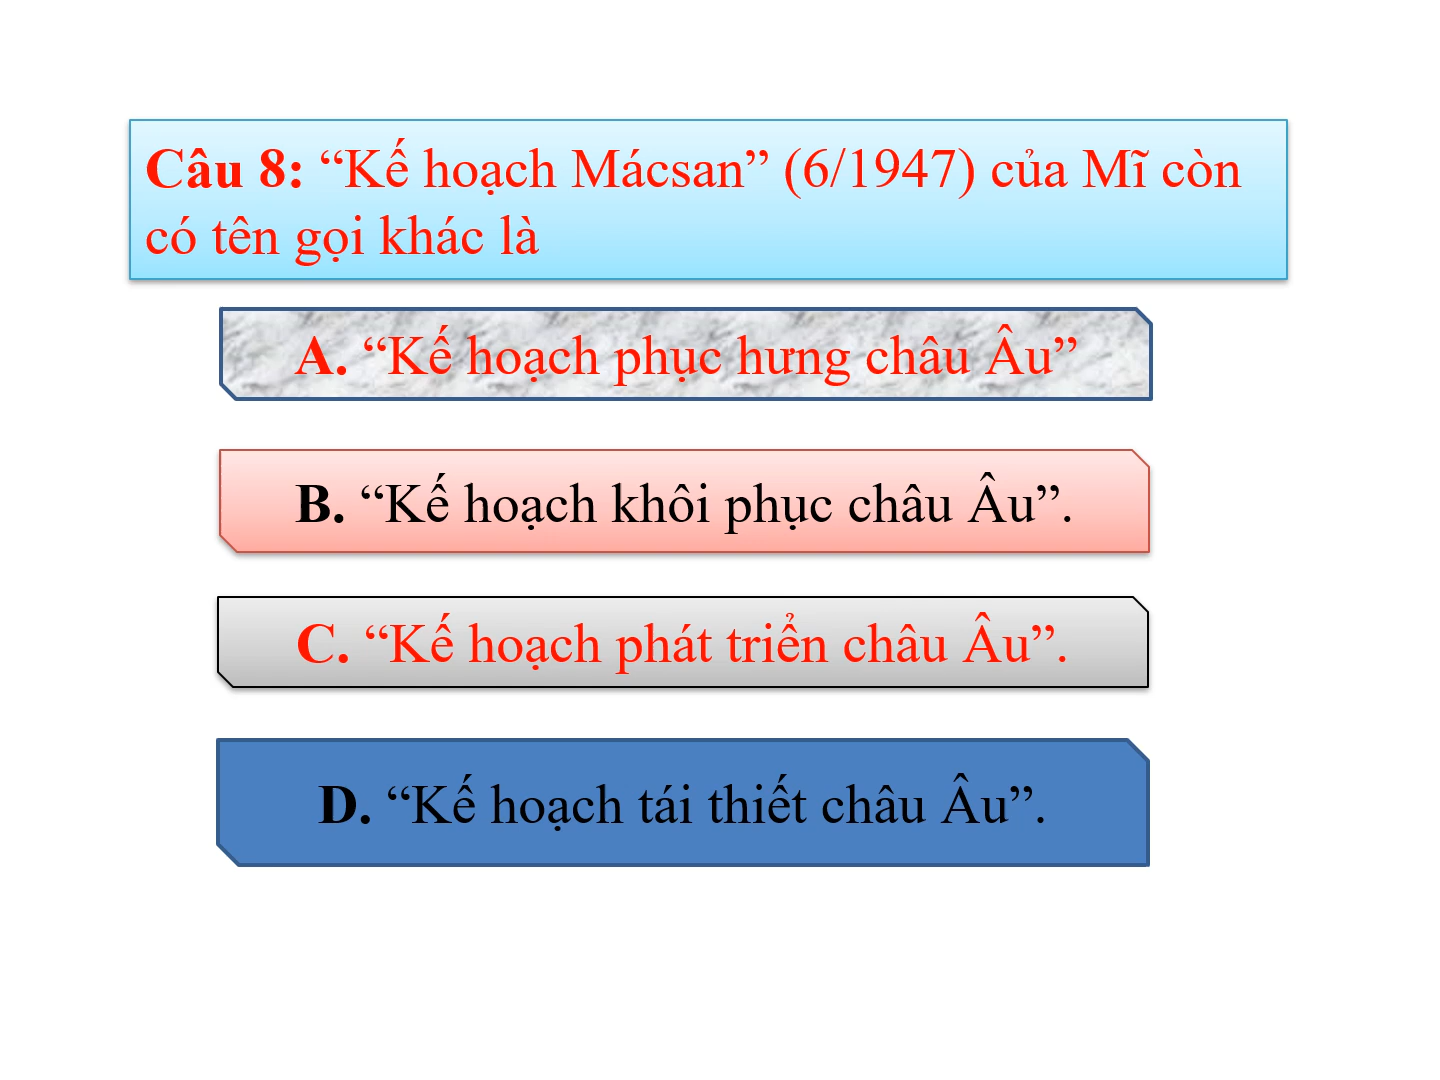 Câu 8: “Kế hoạch Mácsan” (6/1947) của Mĩ còn
có tên gọi khác là
A. “Kế hoạch phục hưng châu Âu”
B. “Kế hoạch khôi phục châu Âu”.
C. “Kế hoạch phát triển châu Âu”.
D. “Kế hoạch tái thiết châu Âu”.